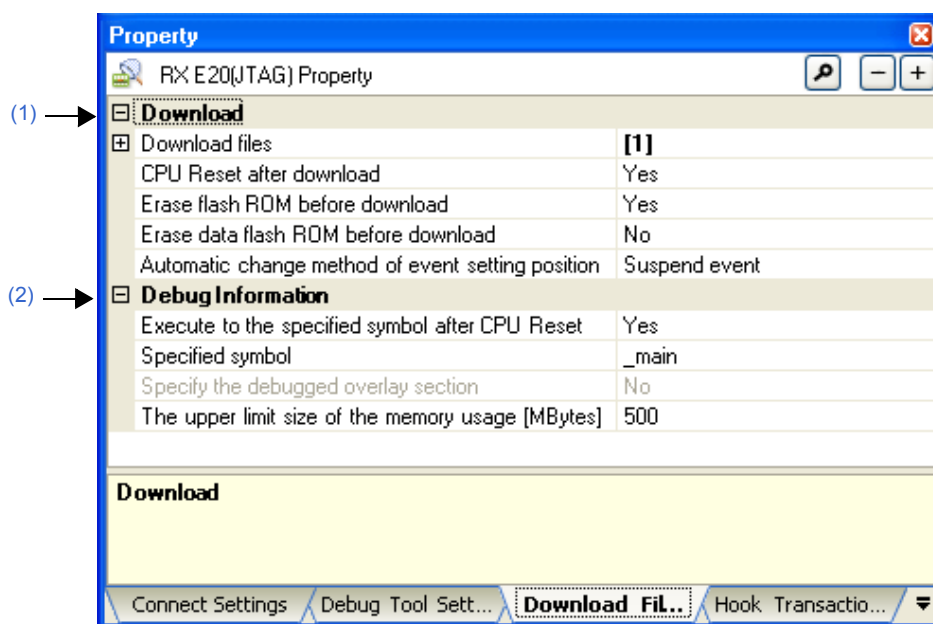 Property
RX E20(JTAG) Property
(1) Download
Download files [1]
CPU Reset after download Yes
Erase flash ROM before download Yes
Erase data flash ROM before download No
Automatic change method of event setting position Suspend event
(2) Debug Information
Execute to the specified symbol after CPU Reset Yes
Specified symbol _main
Specify the debugged overlay section No
The upper limit size of the memory usage [MBytes] 500
Download
Connect Settings Debug Tool Sett... Download Fil... Hook Transactio...